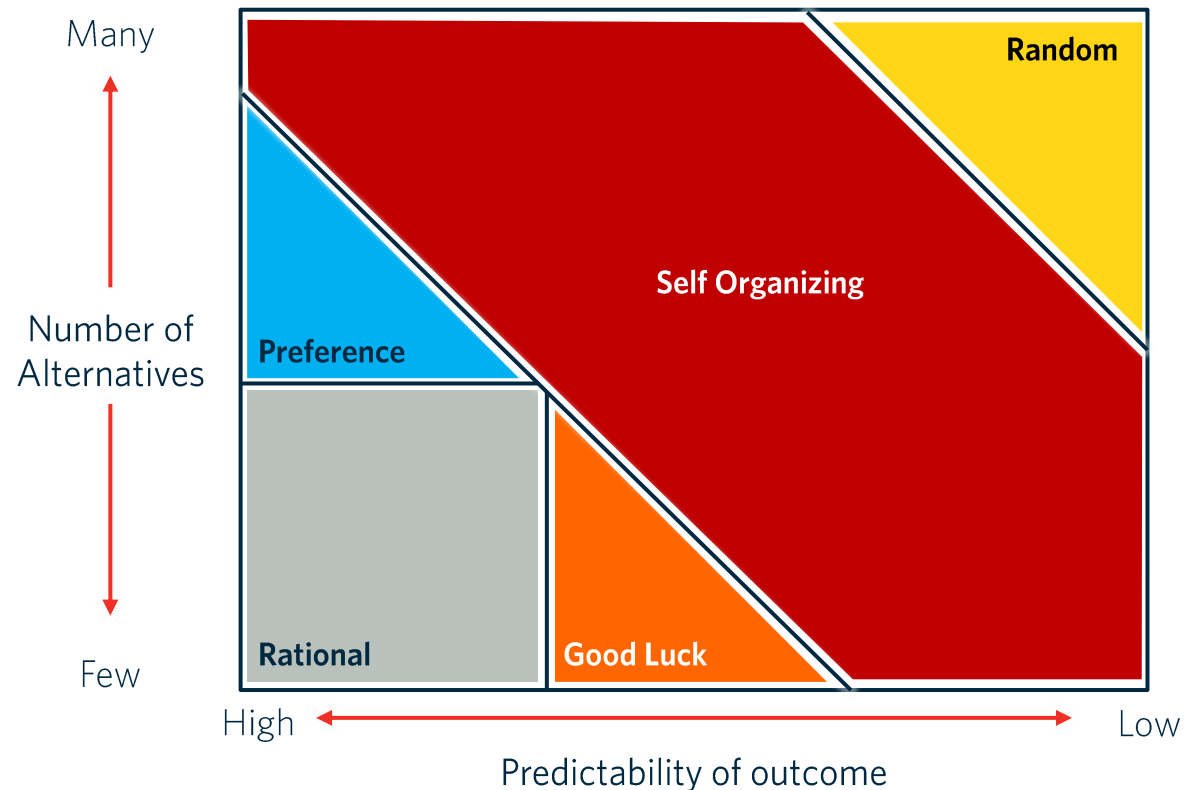 Many
Random
Self Organizing
Number of
Alternatives
Preference
Rational
Good Luck
Few
High
Low
Predictability of outcome